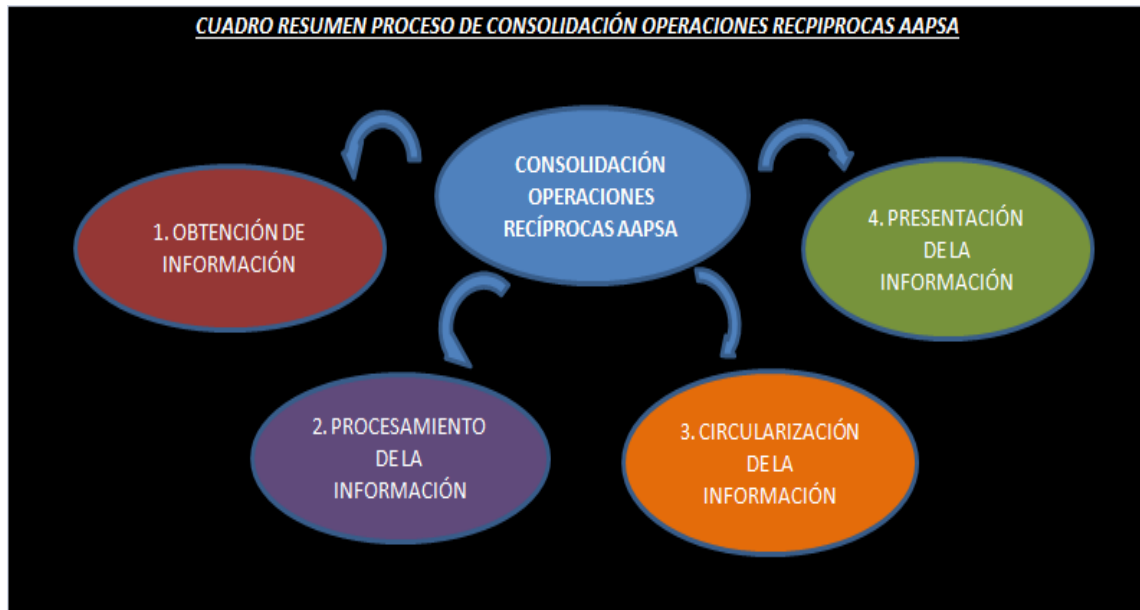 CUADRO RESUMEN PROCESO DE CONSOLIDACIÓN OPERACIONES RECPIPROCAS AAPSA
CONSOLIDACIÓN
OPERACIONES
RECÍPROCAS AAPSA
1. OBTENCIÓN DE
INFORMACIÓN
2. PROCESAMIENTO
DE LA
INFORMACIÓN
3. CIRCULARIZACIÓN
DE LA
INFORMACIÓN
4. PRESENTACIÓN
DE LA
INFORMACIÓN